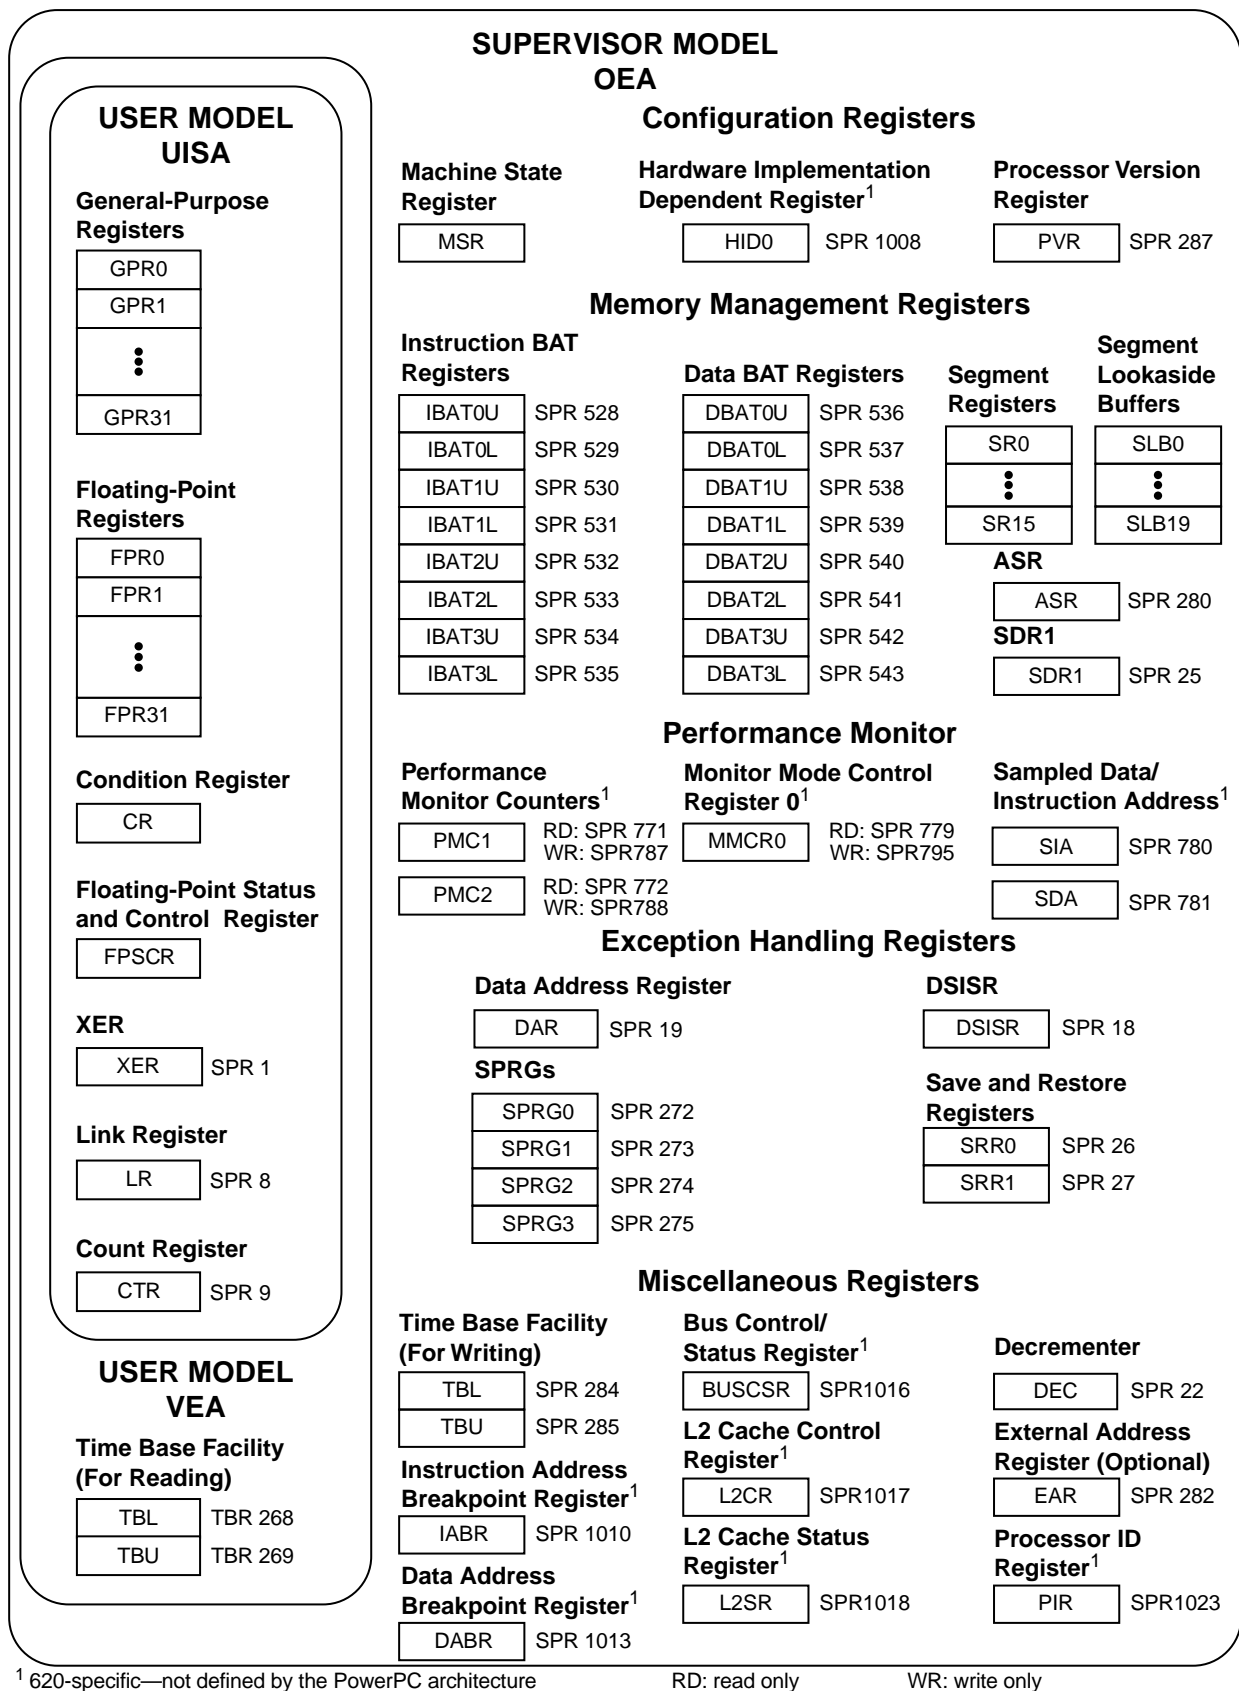 SUPERVISOR MODEL
OEA
USER MODEL
UISA
General-Purpose
Registers
GPR0
GPR1
GPR31
Floating-Point
Registers
FPR0
FPR1
FPR31
Condition Register
CR
Floating-Point Status
and Control Register
FPSCR
XER
XER SPR 1
Link Register
LR SPR 8
Count Register
CTR SPR 9
USER MODEL
VEA
Time Base Facility
(For Reading)
TBL TBR 268
TBU TBR 269
Configuration Registers
Machine State
Register
MSR
Hardware Implementation
Dependent Register1
HID0 SPR 1008
Processor Version
Register
PVR SPR 287
Memory Management Registers
Instruction BAT
Registers
IBAT0U SPR 528
IBAT0L SPR 529
IBAT1U SPR 530
IBAT1L SPR 531
IBAT2U SPR 532
IBAT2L SPR 533
IBAT3U SPR 534
IBAT3L SPR 535
Data BAT Registers
DBAT0U SPR 536
DBAT0L SPR 537
DBAT1U SPR 538
DBAT1L SPR 539
DBAT2U SPR 540
DBAT2L SPR 541
DBAT3U SPR 542
DBAT3L SPR 543
Segment
Registers
SR0
SR15
Segment
Lookaside
Buffers
SLB0
SLB19
ASR
ASR SPR 280
SDR1
SDR1 SPR 25
Performance Monitor
Performance
Monitor Counters1
PMC1 RD: SPR 771
WR: SPR787
PMC2 RD: SPR 772
WR: SPR788
Monitor Mode Control
Register 01
MMCR0 RD: SPR 779
WR: SPR795
Sampled Data/
Instruction Address1
SIA SPR 780
SDA SPR 781
Exception Handling Registers
Data Address Register
DAR SPR 19
SPRGs
SPRG0 SPR 272
SPRG1 SPR 273
SPRG2 SPR 274
SPRG3 SPR 275
DSISR
DSISR SPR 18
Save and Restore
Registers
SRR0 SPR 26
SRR1 SPR 27
Miscellaneous Registers
Time Base Facility
(For Writing)
TBL SPR 284
TBU SPR 285
Instruction Address
Breakpoint Register1
IABR SPR 1010
Data Address
Breakpoint Register1
DABR SPR 1013
Bus Control/
Status Register1
BUSCSR SPR1016
L2 Cache Control
Register1
L2CR SPR1017
L2 Cache Status
Register1
L2SR SPR1018
Decrementer
DEC SPR 22
External Address
Register (Optional)
EAR SPR 282
Processor ID
Register1
PIR SPR1023
1 620-specific—not defined by the PowerPC architecture RD: read only WR: write only